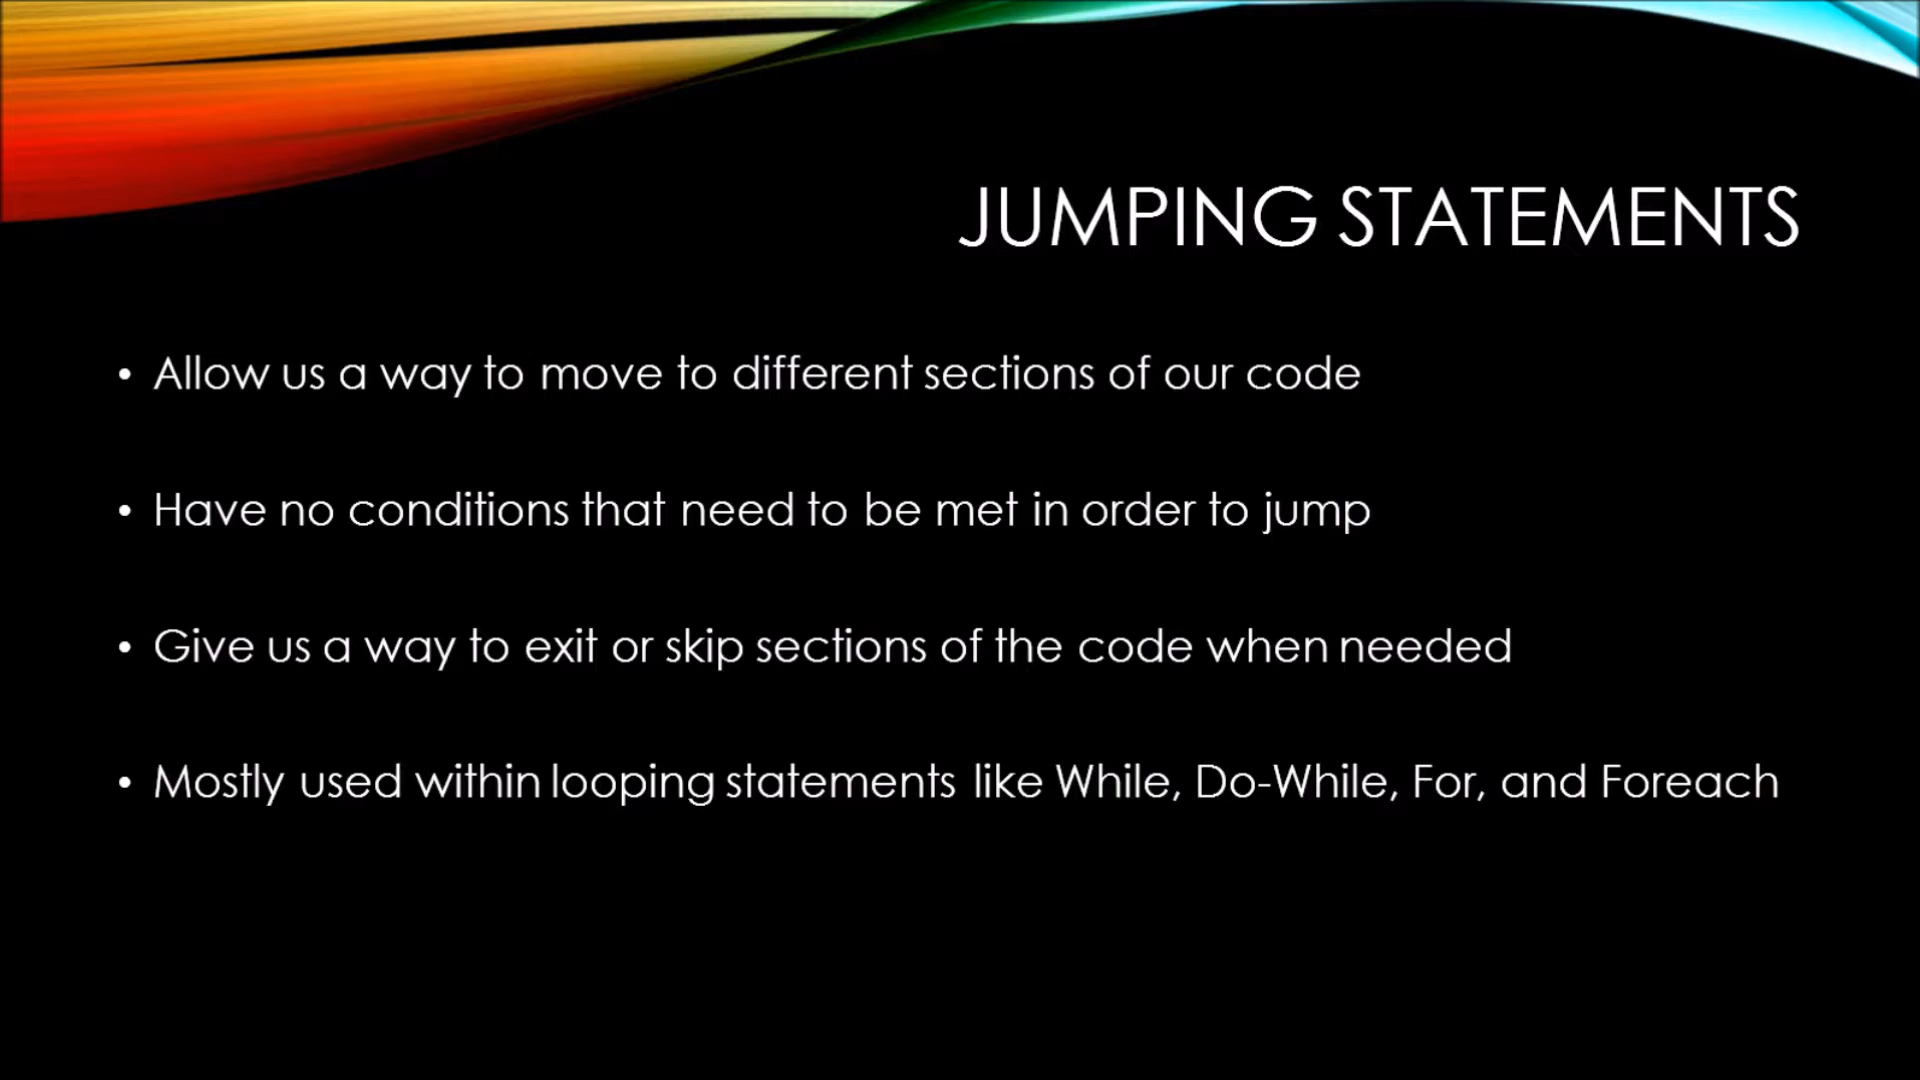 JUMPING STATEMENTS
• Allow us a way to move to different sections of our code
• Have no conditions that need to be met in order to jump
• Give us a way to exit or skip sections of the code when needed
• Mostly used within looping statements like While, Do-While, For, and Foreach